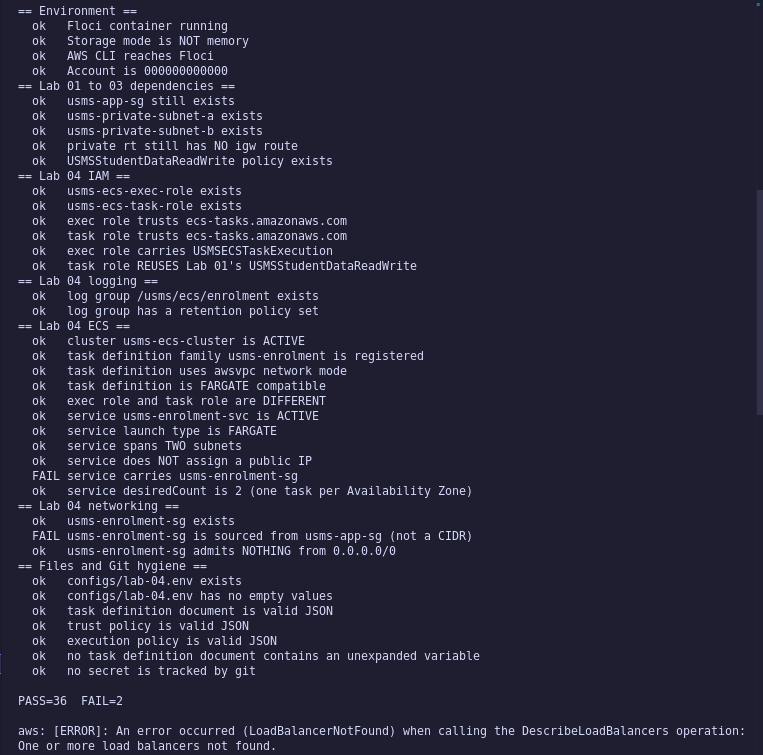 == Environment ==
ok   Floci container running
ok   Storage mode is NOT memory
ok   AWS CLI reaches Floci
ok   Account is 000000000000
== Lab 01 to 03 dependencies ==
ok   usms-app-sg still exists
ok   usms-private-subnet-a exists
ok   usms-private-subnet-b exists
ok   private rt still has NO igw route
ok   USMSStudentDataReadWrite policy exists
== Lab 04 IAM ==
ok   usms-ecs-exec-role exists
ok   usms-ecs-task-role exists
ok   exec role trusts ecs-tasks.amazonaws.com
ok   task role trusts ecs-tasks.amazonaws.com
ok   exec role carries USMSECSTaskExecution
ok   task role REUSES Lab 01's USMSStudentDataReadWrite
== Lab 04 logging ==
ok   log group /usms/ecs/enrolment exists
ok   log group has a retention policy set
== Lab 04 ECS ==
ok   cluster usms-ecs-cluster is ACTIVE
ok   task definition family usms-enrolment is registered
ok   task definition uses awsvpc network mode
ok   task definition is FARGATE compatible
ok   exec role and task role are DIFFERENT
ok   service usms-enrolment-svc is ACTIVE
ok   service launch type is FARGATE
ok   service spans TWO subnets
ok   service does NOT assign a public IP
FAIL service carries usms-enrolment-sg
ok   service desiredCount is 2 (one task per Availability Zone)
== Lab 04 networking ==
ok   usms-enrolment-sg exists
FAIL usms-enrolment-sg is sourced from usms-app-sg (not a CIDR)
ok   usms-enrolment-sg admits NOTHING from 0.0.0.0/0
== Files and Git hygiene ==
ok   configs/lab-04.env exists
ok   configs/lab-04.env has no empty values
ok   task definition document is valid JSON
ok   trust policy is valid JSON
ok   execution policy is valid JSON
ok   no task definition document contains an unexpanded variable
ok   no secret is tracked by git
PASS=36  FAIL=2
aws: [ERROR]: An error occurred (LoadBalancerNotFound) when calling the DescribeLoadBalancers operation:
One or more load balancers not found.